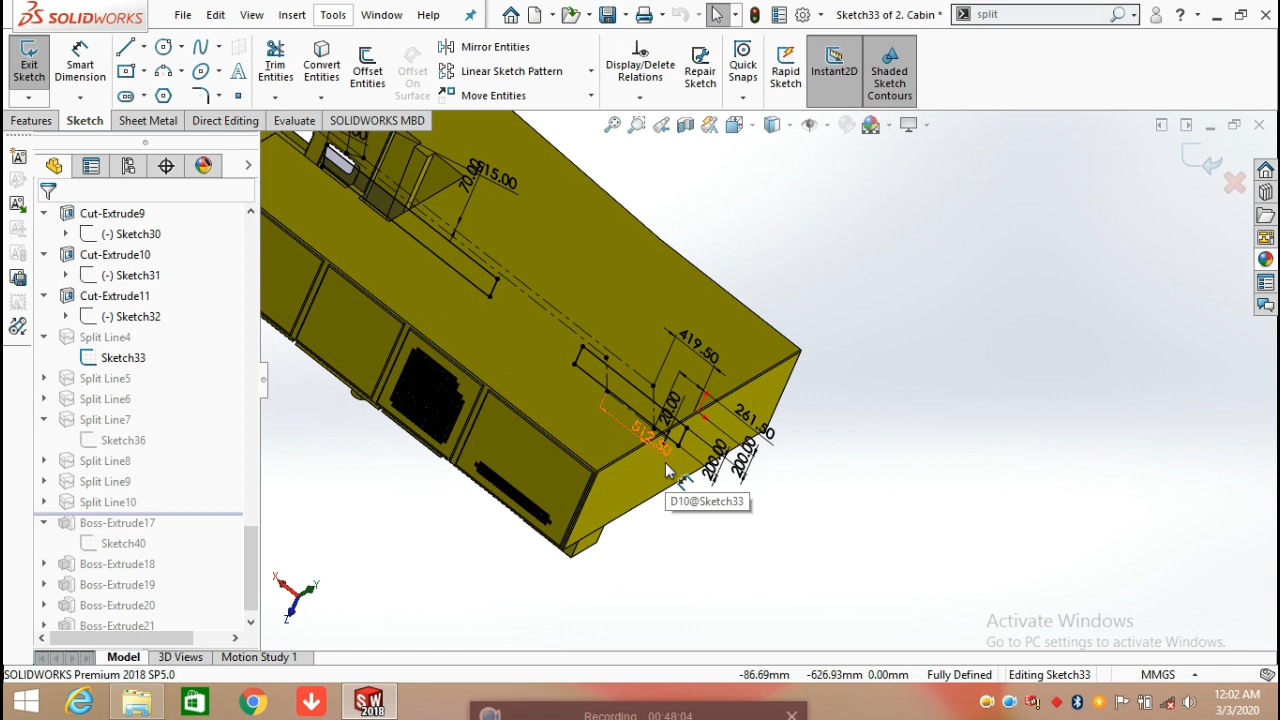 SOLIDWORKS
File Edit View Insert Tools Window Help
Sketch33 of 2. Cabin *
split
Exit Sketch
Smart Dimension
Trim Entities
Convert Entities
Offset Entities
Offset On Surface
Mirror Entities
Linear Sketch Pattern
Move Entities
Display/Delete Relations
Repair Sketch
Quick Snaps
Rapid Sketch
Instant2D
Shaded Sketch Contours
Features Sketch Sheet Metal Direct Editing Evaluate SOLIDWORKS MBD
Cut-Extrude9
(-) Sketch30
Cut-Extrude10
(-) Sketch31
Cut-Extrude11
(-) Sketch32
Split Line4
Sketch33
Split Line5
Split Line6
Split Line7
Sketch36
Split Line8
Split Line9
Split Line10
Boss-Extrude17
Sketch40
Boss-Extrude18
Boss-Extrude19
Boss-Extrude20
Boss-Extrude21
70.00
515.00
419.50
20.00
261.50
512.50
200.00
200.00
D10@Sketch33
X Y Z
Activate Windows
Go to PC settings to activate Windows.
Model 3D Views Motion Study 1
SOLIDWORKS Premium 2018 SP5.0
-86.69mm -626.93mm 0.00mm Fully Defined Editing Sketch33 MMGS
SW 2018
Recording 00:48:04
12:02 AM
3/3/2020